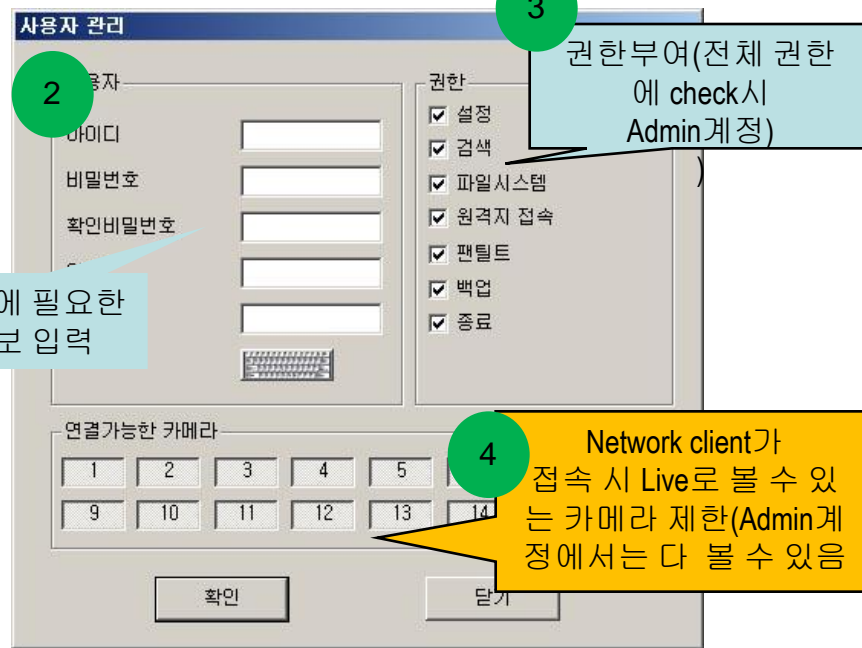 사용자 관리
3
권한부여(전체 권한
에 check시
Admin계정)
)
2
용자
아이디
비밀번호
확인비밀번호
에 필요한
보 입력
권한
설정
검색
파일시스템
원격지 접속
팬틸트
백업
종료
연결가능한 카메라
1 2 3 4 5
9 10 11 12 13 14
4
Network client가
접속 시 Live로 볼 수 있
는 카메라 제한(Admin계
정에서는 다 볼 수 있음
확인
닫기